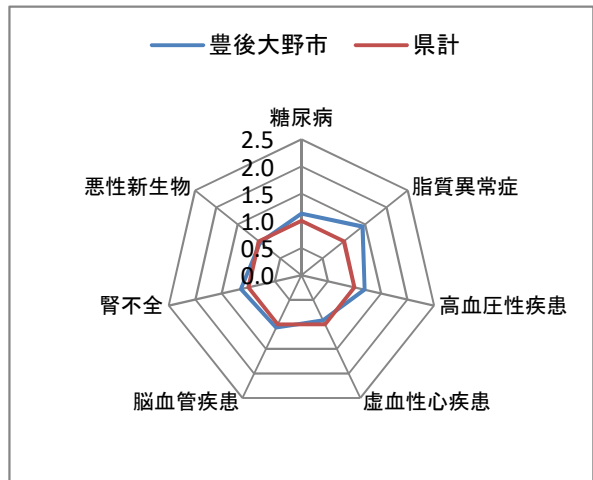 豊後大野市 県計
糖尿病
2.5
2.0
1.5
1.0
0.5
0.0
脂質異常症
高血圧性疾患
虚血性心疾患
脳血管疾患
腎不全
悪性新生物